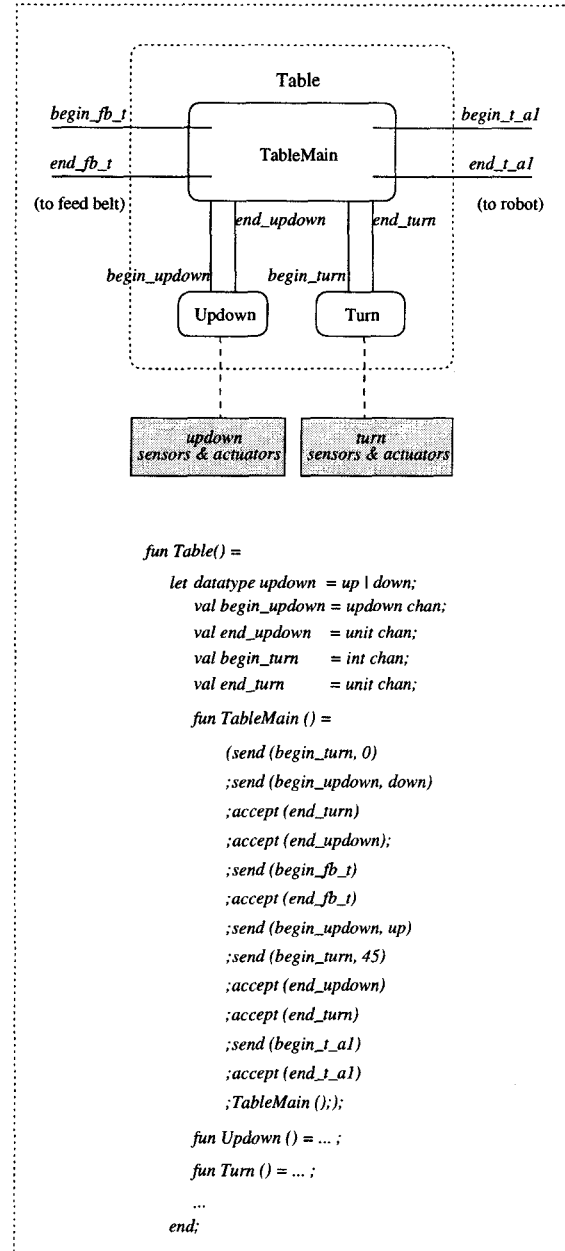 Table
begin_fb_t
begin_t_a1
TableMain
end_fb_t
end_t_a1
(to feed belt)
(to robot)
end_updown
end_turn
begin_updown
begin_turn
Updown
Turn
updown
sensors & actuators
turn
sensors & actuators
fun Table() =
let datatype updown = up | down;
val begin_updown = updown chan;
val end_updown = unit chan;
val begin_turn = int chan;
val end_turn = unit chan;
fun TableMain () =
(send (begin_turn, 0)
;send (begin_updown, down)
;accept (end_turn)
;accept (end_updown);
;send (begin_fb_t)
;accept (end_fb_t)
;send (begin_updown, up)
;send (begin_turn, 45)
;accept (end_updown)
;accept (end_turn)
;send (begin_t_a1)
;accept (end_t_a1)
;TableMain (););
fun Updown () = ... ;
fun Turn () = ... ;
...
end;